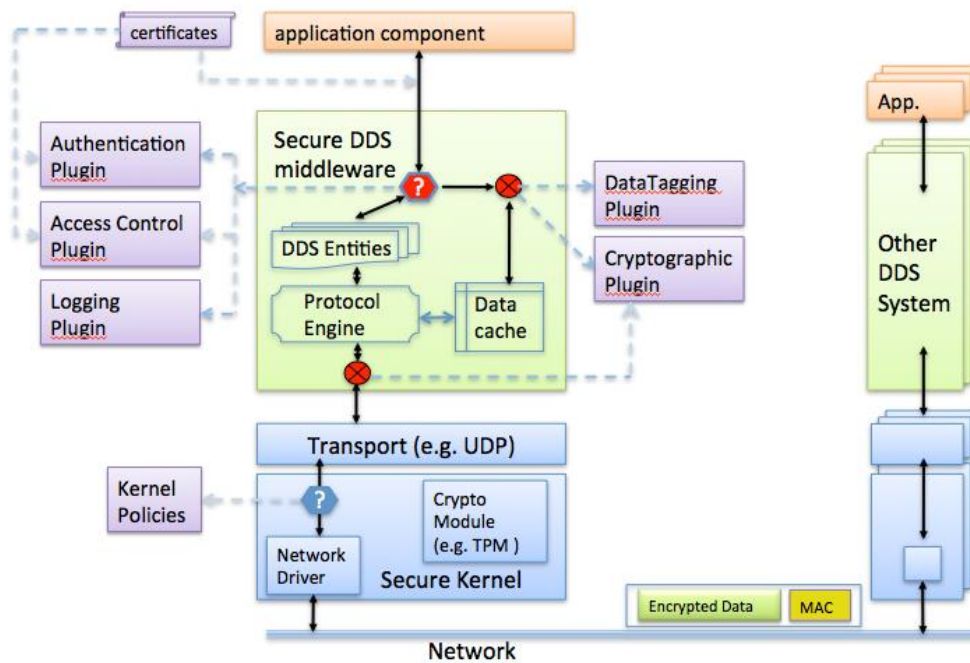 certificates
application component
App.
Authentication
Plugin
Secure DDS
middleware
?
DataTagging
Plugin
Access Control
Plugin
DDS Entities
Cryptographic
Plugin
Other
DDS
System
Logging
Plugin
Protocol
Engine
Data
cache
Transport (e.g. UDP)
Kernel
Policies
?
Crypto
Module
(e.g. TPM )
Network
Driver
Secure Kernel
Encrypted Data
MAC
Network